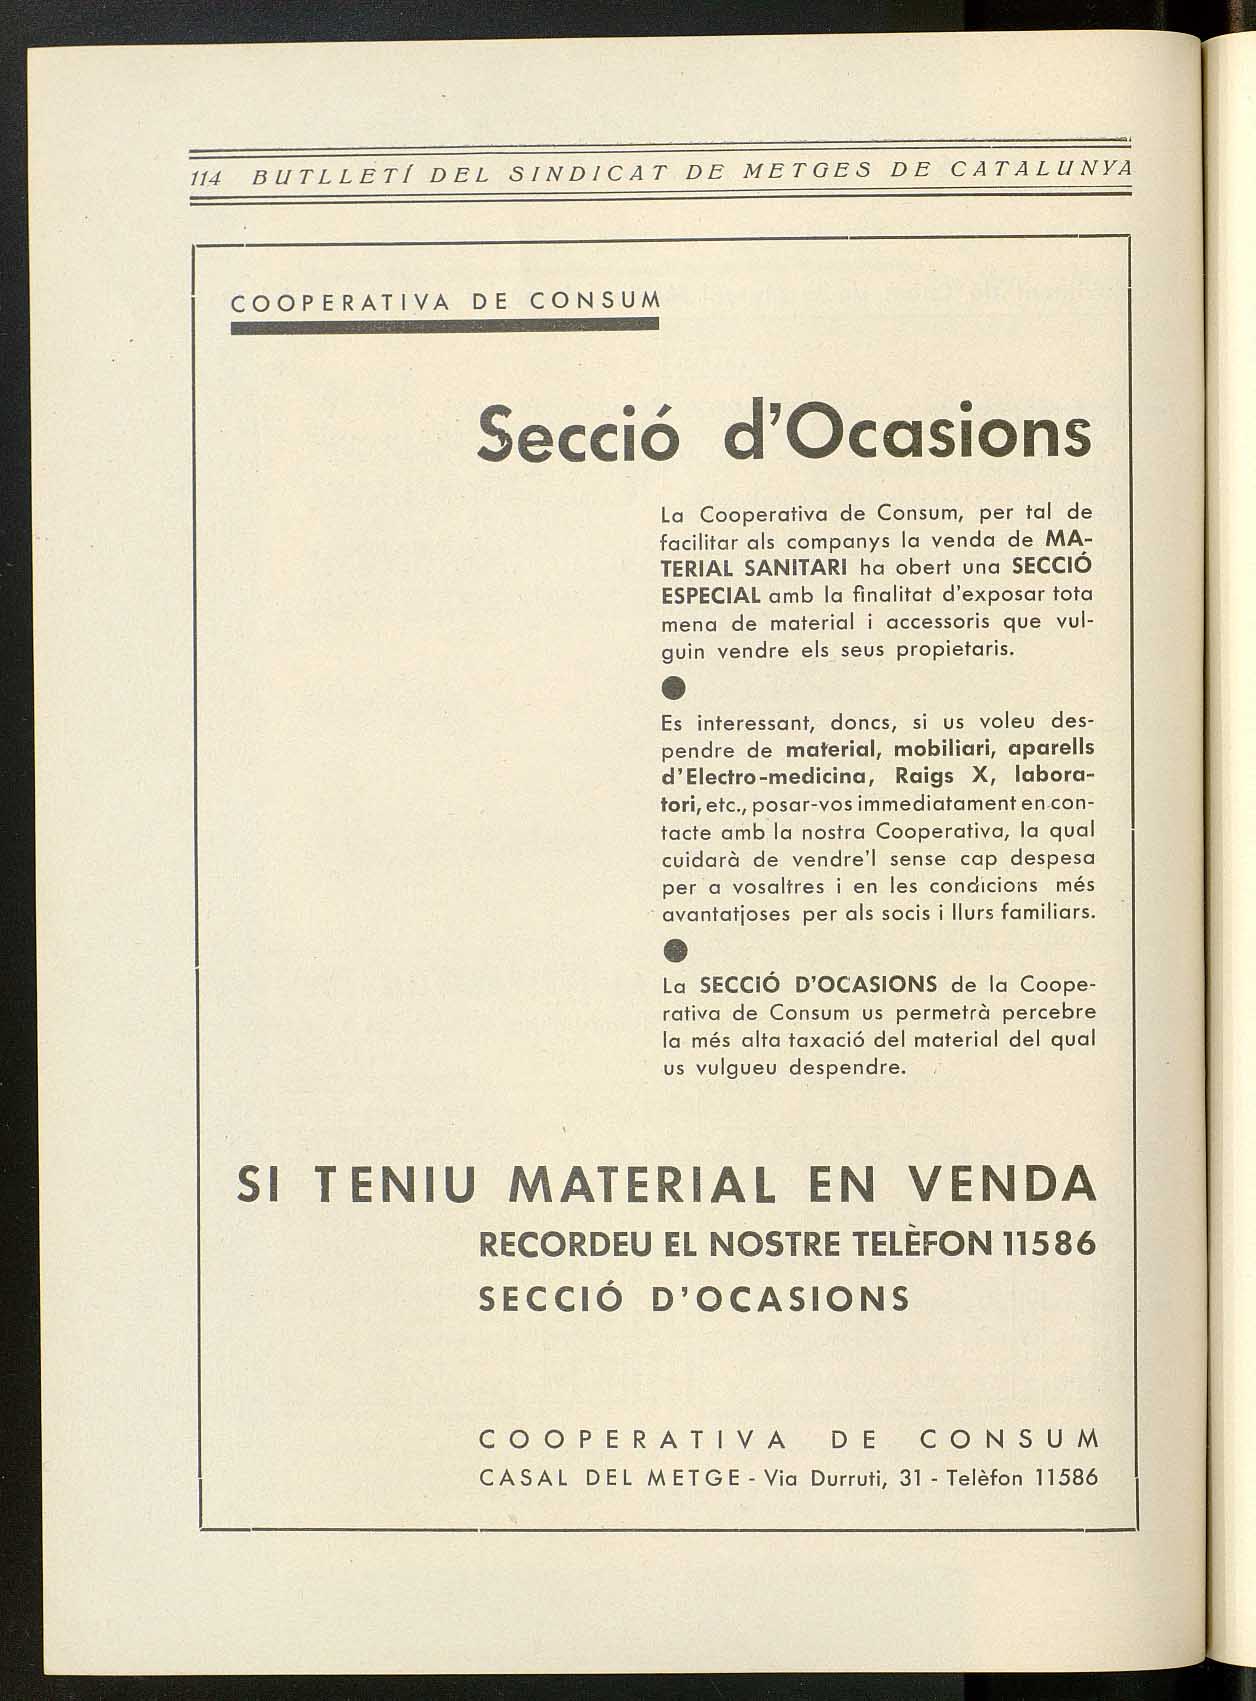 114 BUTLLETÍ DEL SINDICAT DE METGES DE CATALUNYA
COOPERATIVA DE CONSUM
Secció d'Ocasions
La Cooperativa de Consum, per tal de
facilitar als companys la venda de MA-
TERIAL SANITARI ha obert una SECCIÓ
ESPECIAL amb la finalitat d'exposar tota
mena de material i accessoris que vul-
guin vendre els seus propietaris.
Es interessant, doncs, si us voleu des-
pendre de material, mobiliari, aparells
d'Electro-medicina, Raigs X, labora-
tori, etc., posar-vos immediatament en con-
tacte amb la nostra Cooperativa, la qual
cuidarà de vendre'l sense cap despesa
per a vosaltres i en les condicions més
avantatjoses per als socis i llurs familiars.
La SECCIÓ D'OCASIONS de la Coope-
rativa de Consum us permetrà percebre
la més alta taxació del material del qual
us vulgueu despendre.
SI TENIU MATERIAL EN VENDA
RECORDEU EL NOSTRE TELÈFON 11586
SECCIÓ D'OCASIONS
COOPERATIVA DE CONSUM
CASAL DEL METGE - Via Durruti, 31 - Telèfon 11586